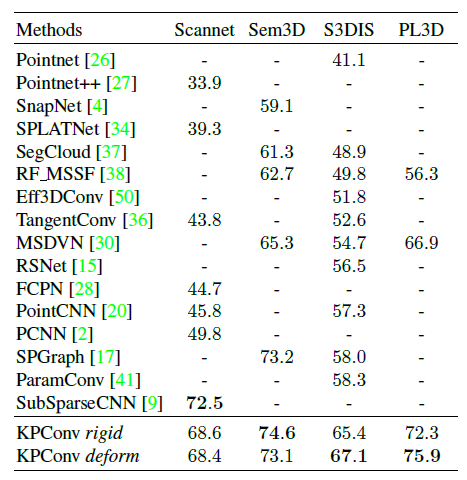 Methods Scannet Sem3D S3DIS PL3D
Pointnet [26] - - 41.1 -
Pointnet++ [27] 33.9 - - -
SnapNet [4] - 59.1 - -
SPLATNet [34] 39.3 - - -
SegCloud [37] - 61.3 48.9 -
RF_MSSF [38] - 62.7 49.8 56.3
Eff3DConv [50] - - 51.8 -
TangentConv [36] 43.8 - 52.6 -
MSDVN [30] - 65.3 54.7 66.9
RSNet [15] - - 56.5 -
FCPN [28] 44.7 - - -
PointCNN [20] 45.8 - 57.3 -
PCNN [2] 49.8 - - -
SPGraph [17] - 73.2 58.0 -
ParamConv [41] - - 58.3 -
SubSparseCNN [9] 72.5 - - -
KPConv rigid 68.6 74.6 65.4 72.3
KPConv deform 68.4 73.1 67.1 75.9